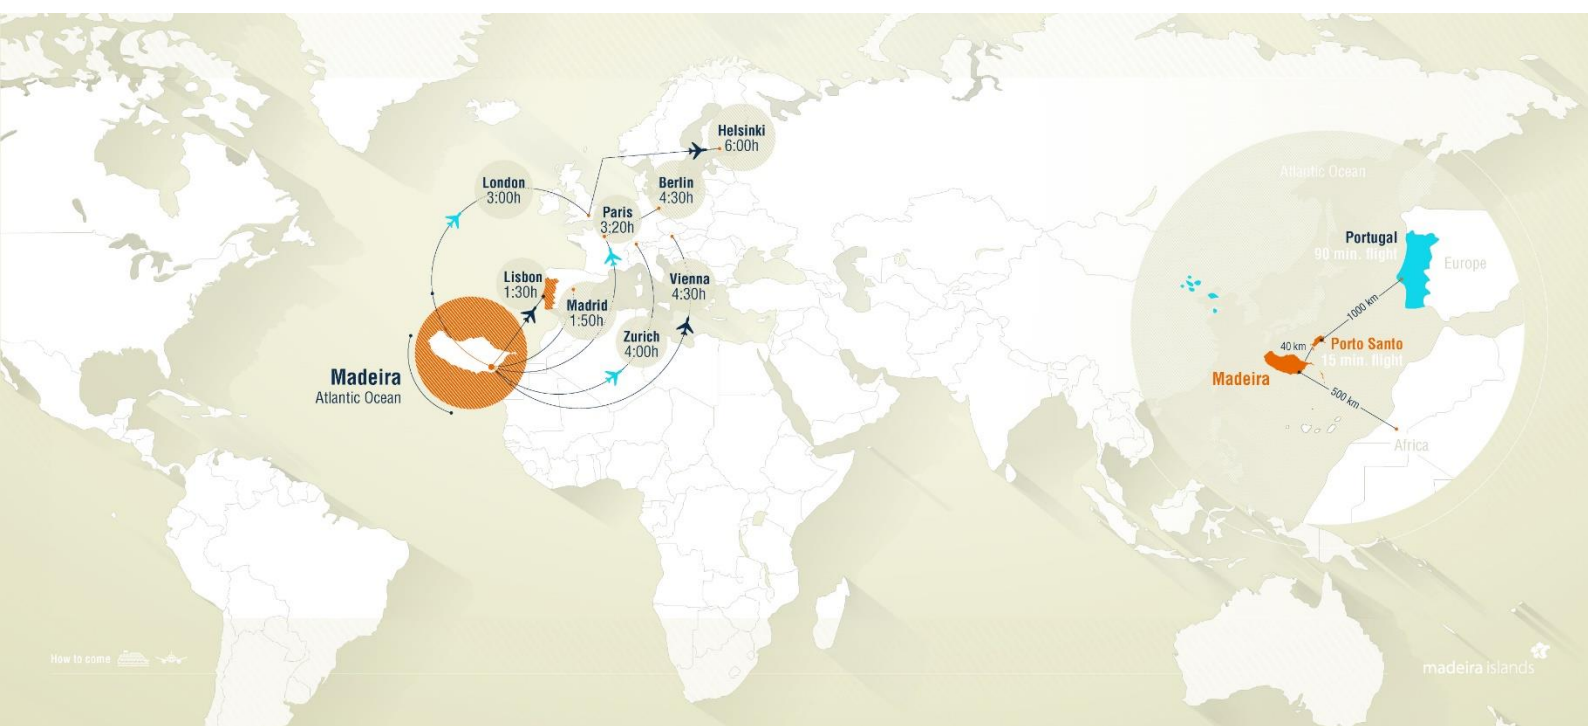 Helsinki
6:00h
London
3:00h
Berlin
4:30h
Paris
3:20h
Lisbon
1:30h
Madrid
1:50h
Vienna
4:30h
Zurich
4:00h
Madeira
Atlantic Ocean
Atlantic Ocean
Portugal
90 min. flight
Europe
1000 km
40 km
Porto Santo
15 min. flight
Madeira
500 km
Africa
How to come
madeira islands